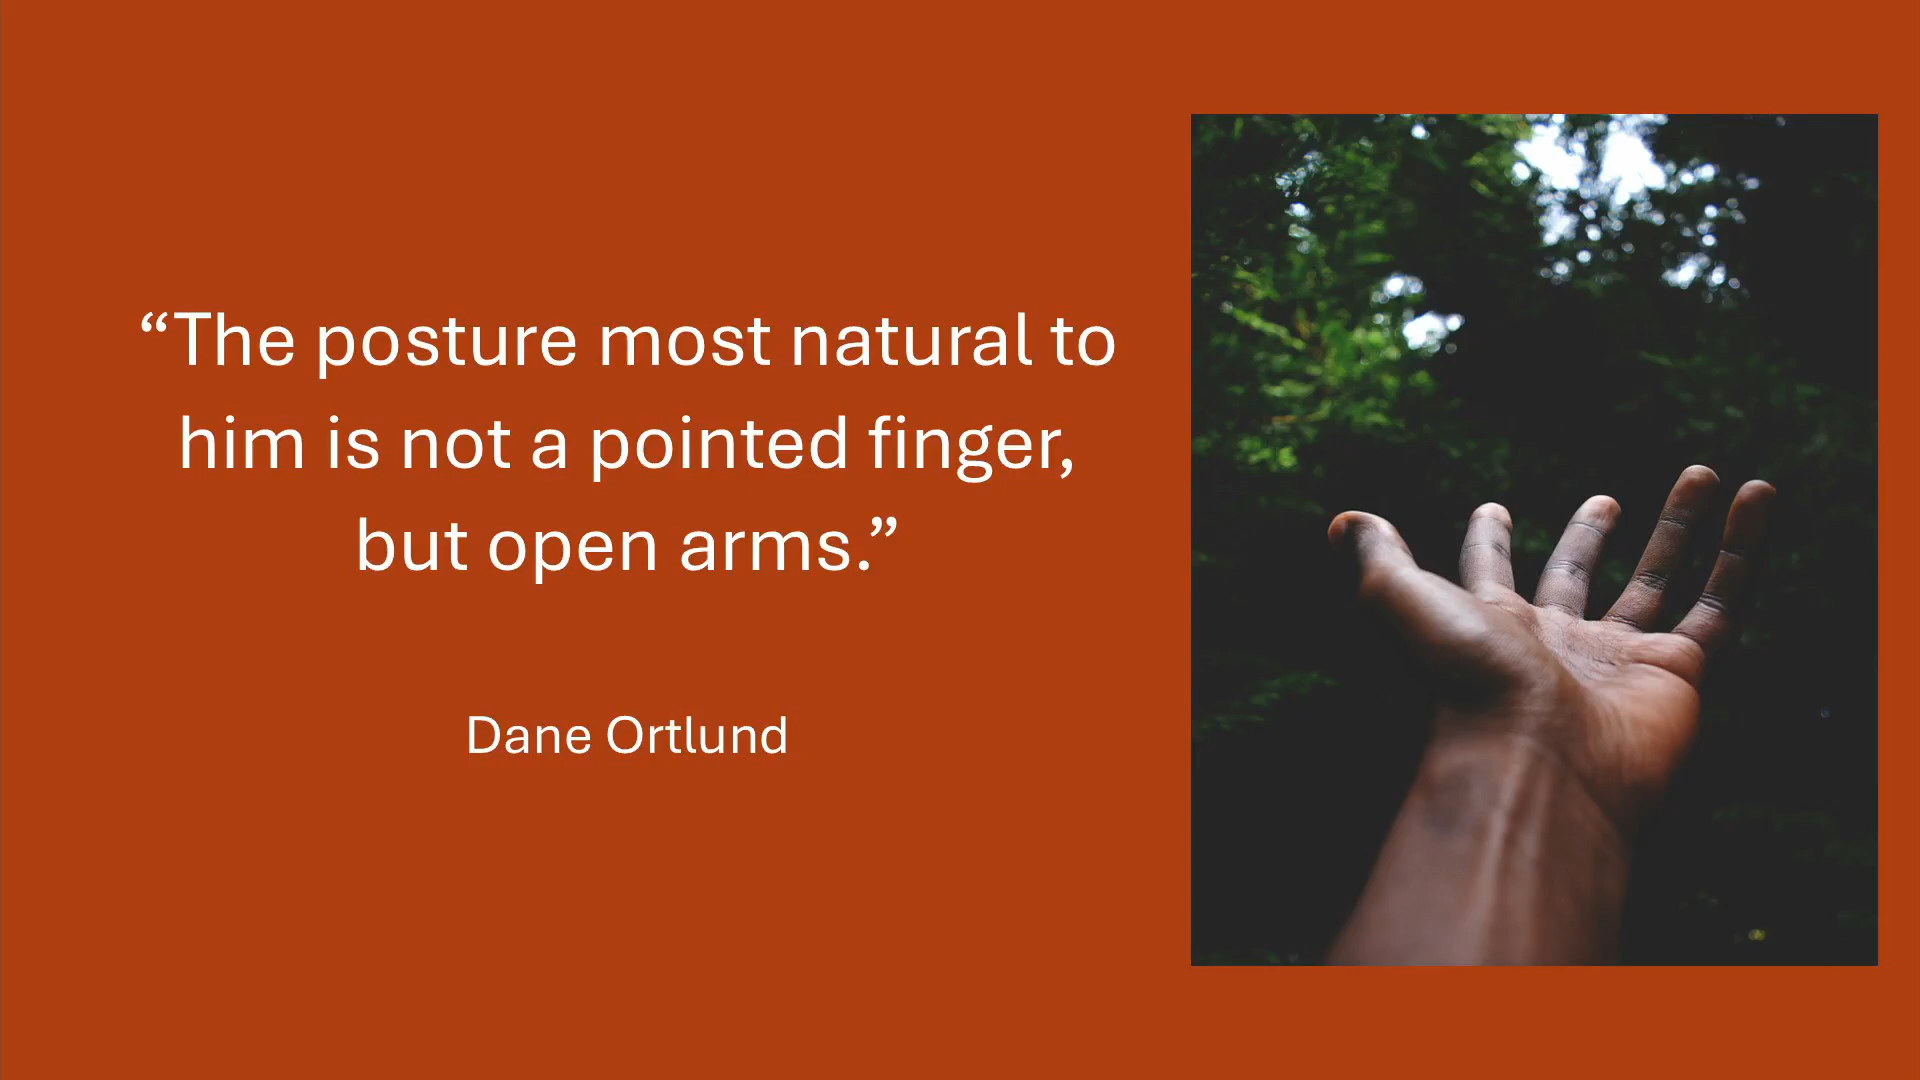 “The posture most natural to
him is not a pointed finger,
but open arms.”
Dane Ortlund